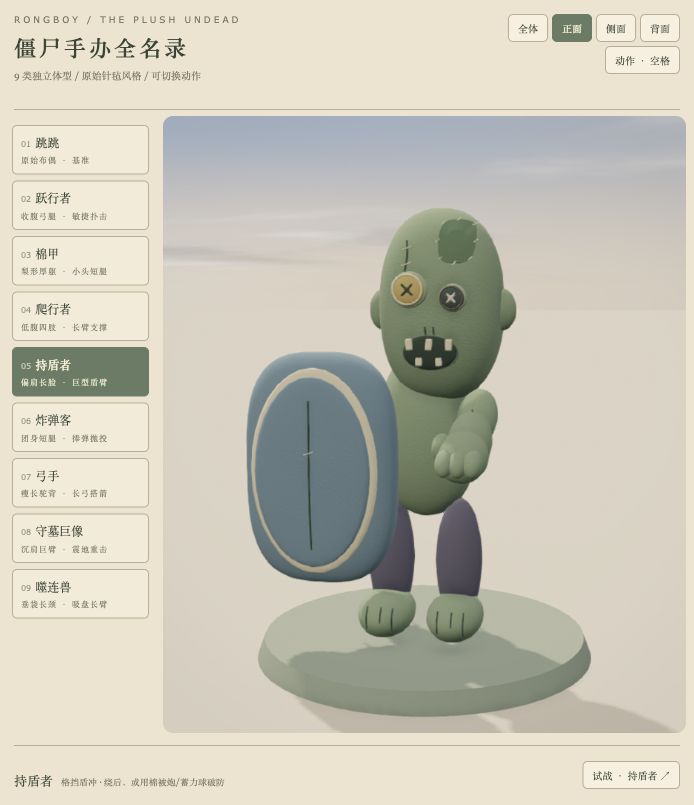 RONGBOY / THE PLUSH UNDEAD
僵尸手办全名录
9 类独立体型 / 原始针毡风格 / 可切换动作
全体
正面
侧面
背面
动作 · 空格
01 跳跳
原始布偶 · 基准
02 跃行者
收腹弓腿 · 敏捷扑击
03 棉甲
梨形厚躯 · 小头短腿
04 爬行者
低腹四肢 · 长臂支撑
05 持盾者
偏肩长脸 · 巨型盾臂
06 炸弹客
团身短腿 · 捧弹抛投
07 弓手
瘦长驼背 · 长弓搭箭
08 守墓巨像
沉肩巨臂 · 震地重击
09 噬连兽
垂袋长颈 · 吸盘长臂
持盾者
格挡盾冲 · 绕后、或用棉被炮/蓄力球破防
试战 · 持盾者 ↗